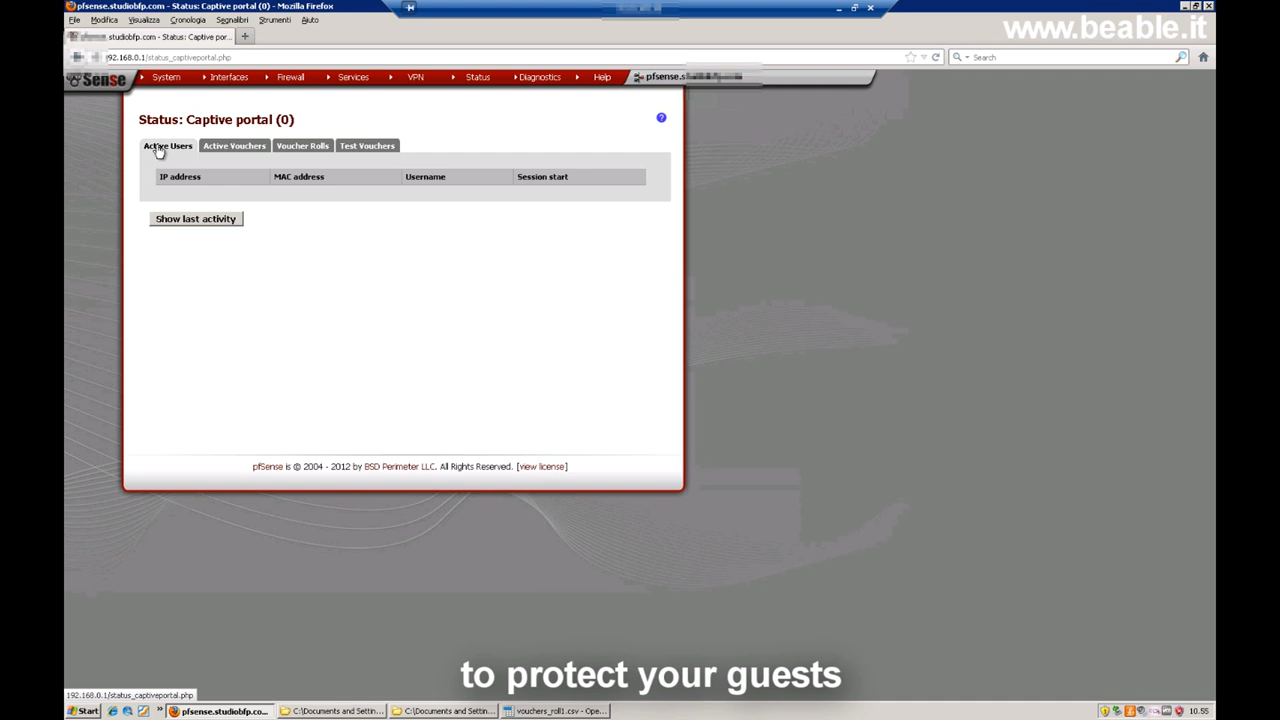 pfsense.studiobfp.com - Status: Captive portal (0) - Mozilla Firefox
www.beable.it
File Modifica Visualizza Cronologia Segnalibri Strumenti Aiuto
studiobfp.com - Status: Captive por...
92.168.0.1/status_captiveportal.php
Search
Sense
System Interfaces Firewall Services VPN Status Diagnostics Help pfsense.s
Status: Captive portal (0)
Active Users Active Vouchers Voucher Rolls Test Vouchers
IP address MAC address Username Session start
Show last activity
pfSense is © 2004 - 2012 by BSD Perimeter LLC. All Rights Reserved. [view license]
to protect your guests
192.168.0.1/status_captiveportal.php
Start pfsense.studiobfp.co... C:\Documents and Settin... C:\Documents and Settin... vouchers_roll1.csv - Ope... 10.55